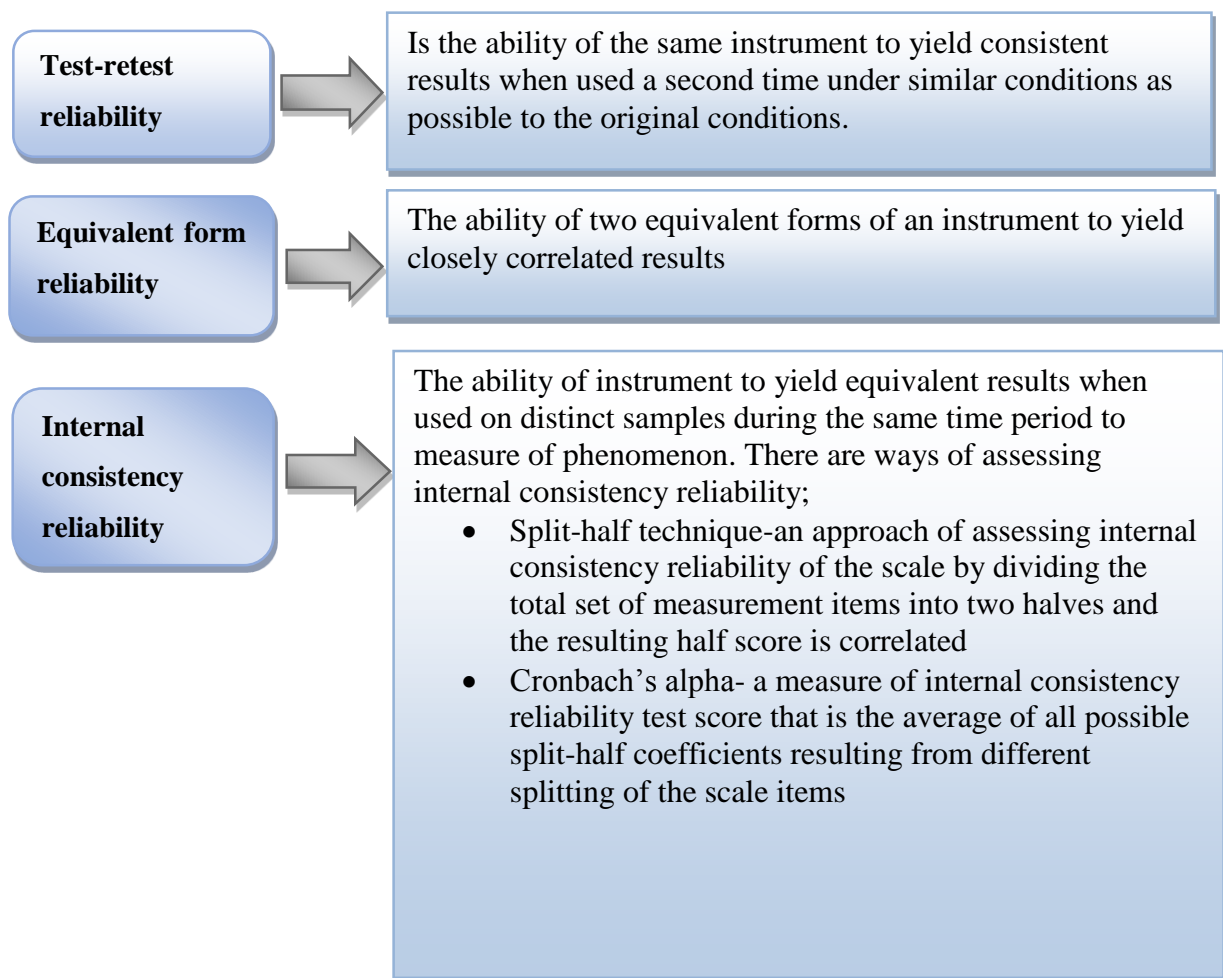 Test-retest
reliability
Is the ability of the same instrument to yield consistent
results when used a second time under similar conditions as
possible to the original conditions.
Equivalent form
reliability
The ability of two equivalent forms of an instrument to yield
closely correlated results
Internal
consistency
reliability
The ability of instrument to yield equivalent results when
used on distinct samples during the same time period to
measure of phenomenon. There are ways of assessing
internal consistency reliability;
• Split-half technique-an approach of assessing internal
consistency reliability of the scale by dividing the
total set of measurement items into two halves and
the resulting half score is correlated
• Cronbach’s alpha- a measure of internal consistency
reliability test score that is the average of all possible
split-half coefficients resulting from different
splitting of the scale items